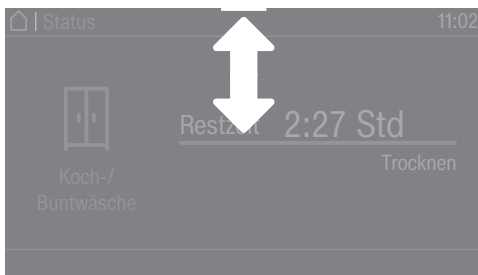 | Status 11:02
Restzeit 2:27 Std
Trocknen
Koch-/
Buntwäsche